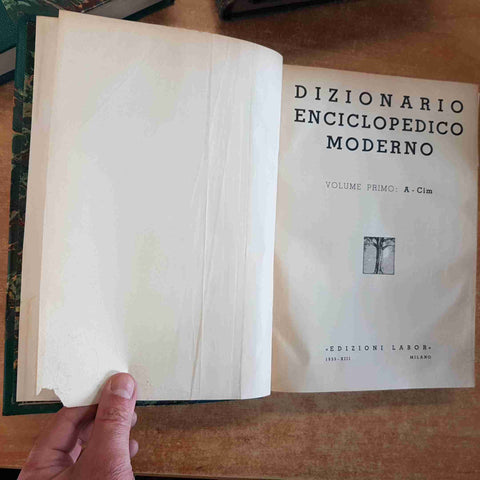 DIZIONARIO
ENCICLOPEDICO
MODERNO
VOLUME PRIMO: A - Cim
«EDIZIONI LABOR»
1935-XIII MILANO